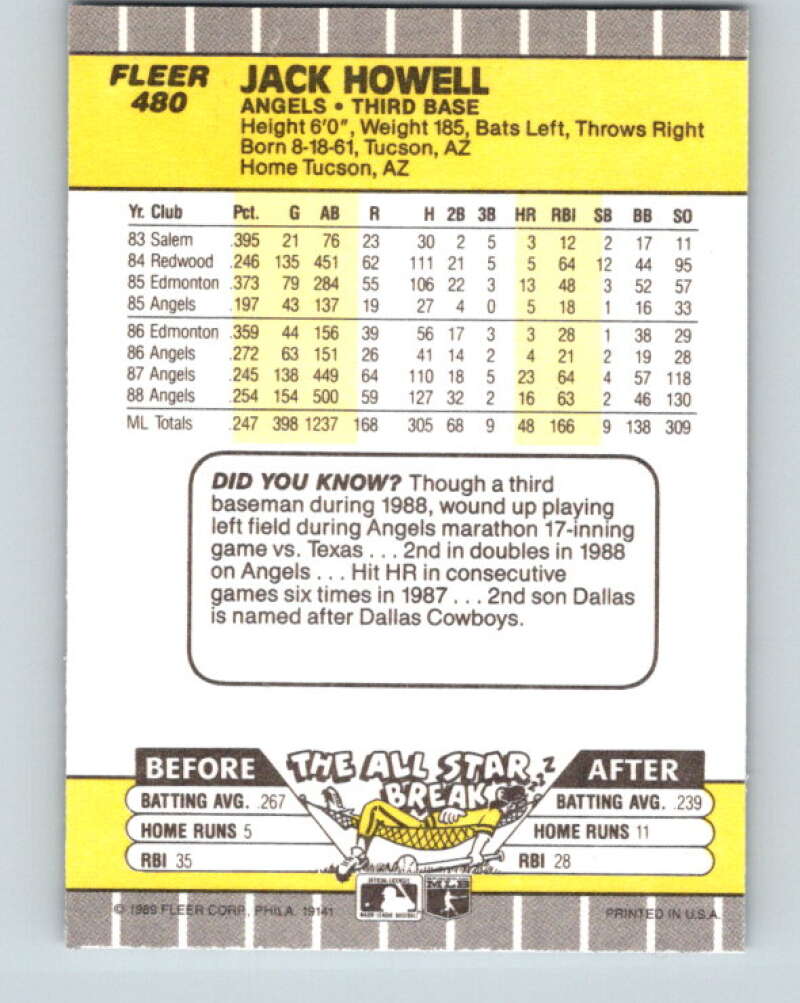 FLEER
480
JACK HOWELL
ANGELS • THIRD BASE
Height 6'0", Weight 185, Bats Left, Throws Right
Born 8-18-61, Tucson, AZ
Home Tucson, AZ
Yr. Club Pct. G AB R H 2B 3B HR RBI SB BB SO
83 Salem .395 21 76 23 30 2 5 3 12 2 17 11
84 Redwood .246 135 451 62 111 21 5 5 64 12 44 95
85 Edmonton .373 79 284 55 106 22 3 13 48 3 52 57
85 Angels .197 43 137 19 27 4 0 5 18 1 16 33
86 Edmonton .359 44 156 39 56 17 3 3 28 1 38 29
86 Angels .272 63 151 26 41 14 2 4 21 2 19 28
87 Angels .245 138 449 64 110 18 5 23 64 4 57 118
88 Angels .254 154 500 59 127 32 2 16 63 2 46 130
ML Totals .247 398 1237 168 305 68 9 48 166 9 138 309
DID YOU KNOW? Though a third
baseman during 1988, wound up playing
left field during Angels marathon 17-inning
game vs. Texas . . . 2nd in doubles in 1988
on Angels . . . Hit HR in consecutive
games six times in 1987 . . . 2nd son Dallas
is named after Dallas Cowboys.
BEFORE THE ALL STAR BREAK ZZZ AFTER
BATTING AVG. .267 BATTING AVG. .239
HOME RUNS 5 HOME RUNS 11
RBI 35 RBI 28
OFFICIAL LICENSEE
MAJOR LEAGUE BASEBALL
MLB
© 1989 FLEER CORP., PHILA. 19141 PRINTED IN U.S.A.